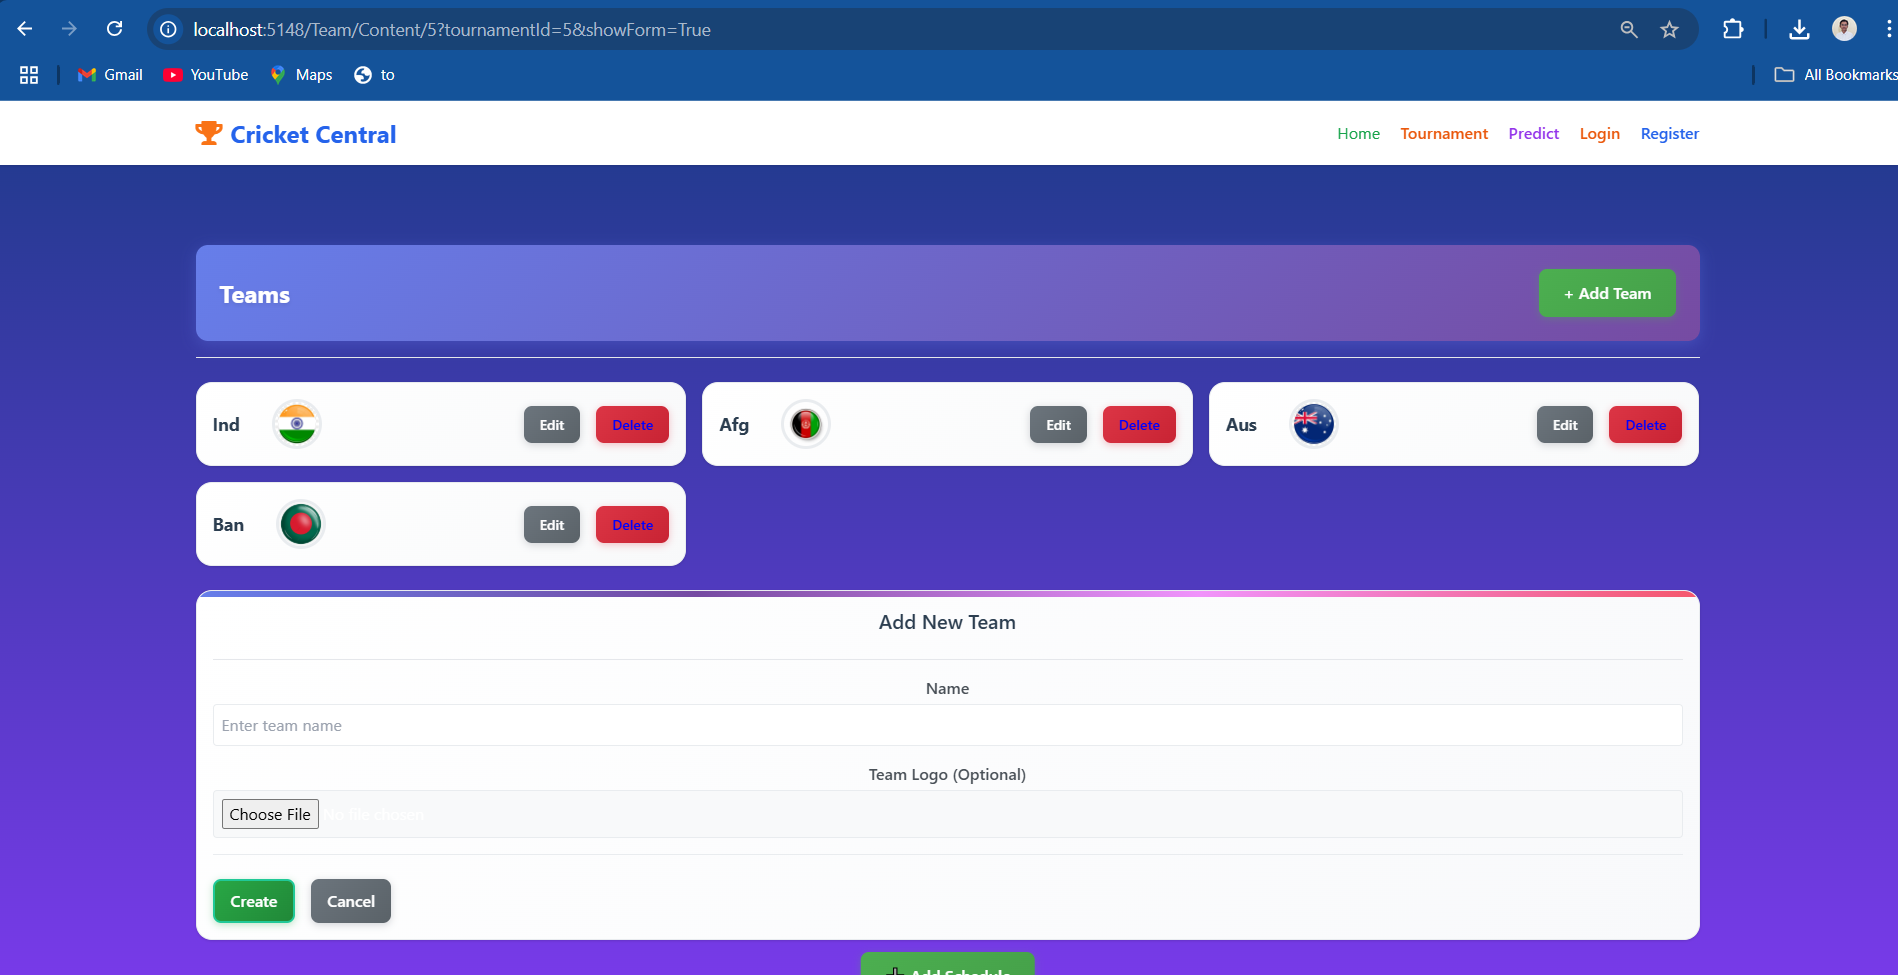 localhost:5148/Team/Content/5?tournamentId=5&showForm=True
Gmail YouTube Maps to All Bookmarks
Cricket Central Home Tournament Predict Login Register
Teams + Add Team
Ind Edit Delete Afg Edit Delete Aus Edit Delete
Ban Edit Delete
Add New Team
Name
Enter team name
Team Logo (Optional)
Choose File No file chosen
Create Cancel
Add Schedule